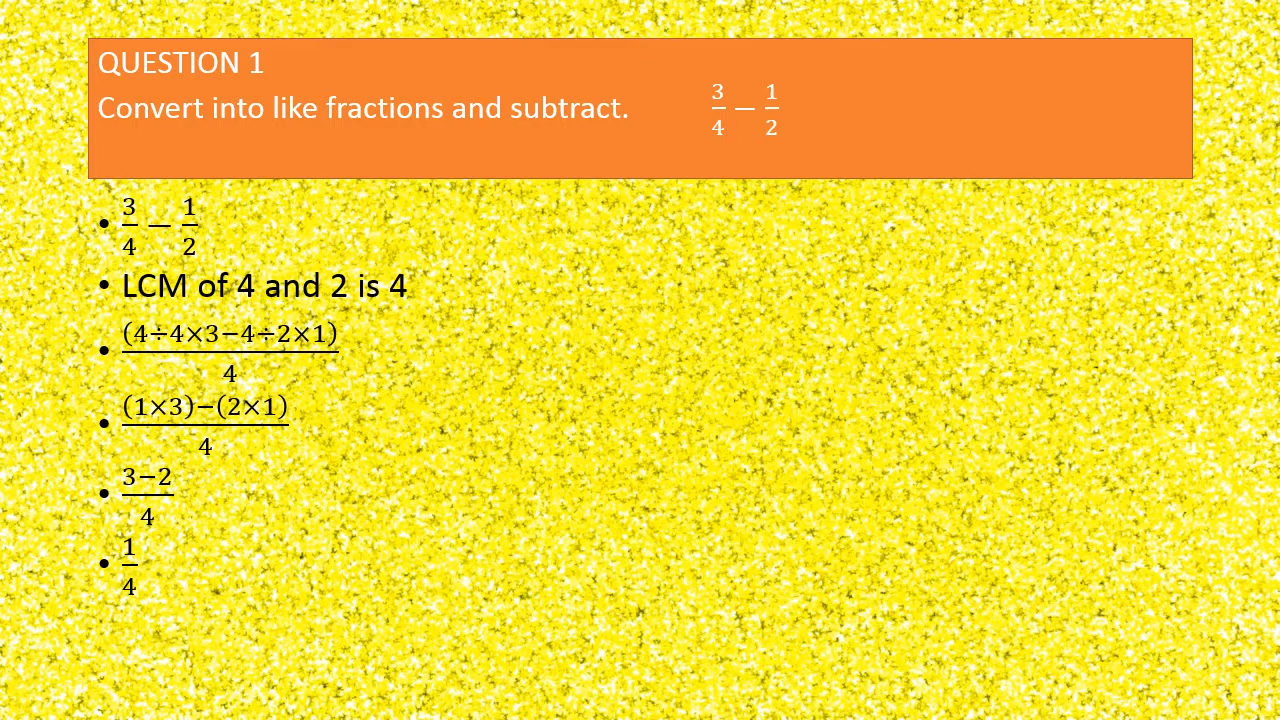 QUESTION 1
Convert into like fractions and subtract. 3/4 − 1/2
• 3/4 − 1/2
• LCM of 4 and 2 is 4
• (4÷4×3−4÷2×1)/4
• (1×3)−(2×1)/4
• 3−2/4
• 1/4